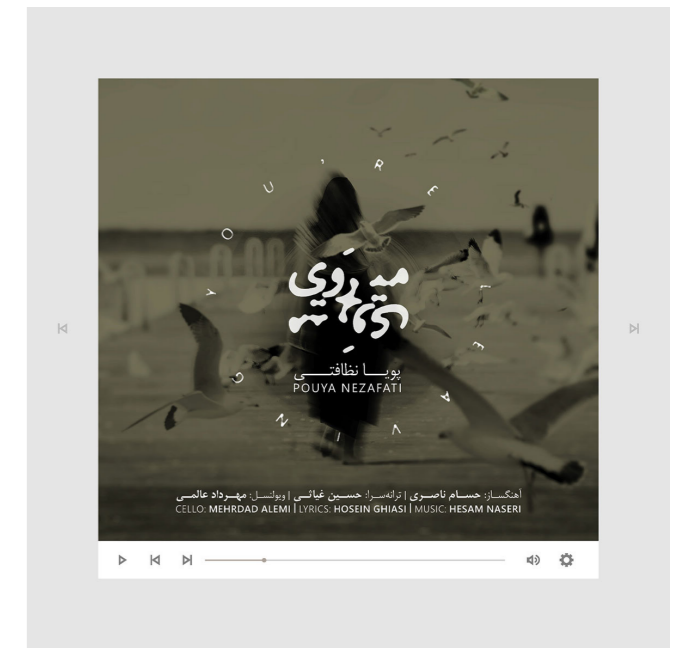 YOU'RE LEAVING
میروی
پویا نظافتی
POUYA NEZAFATI
آهنگساز: حسام ناصری | ترانه‌سرا: حسین غیاثی | ویولنسل: مهرداد عالمی
CELLO: MEHRDAD ALEMI | LYRICS: HOSEIN GHIASI | MUSIC: HESAM NASERI